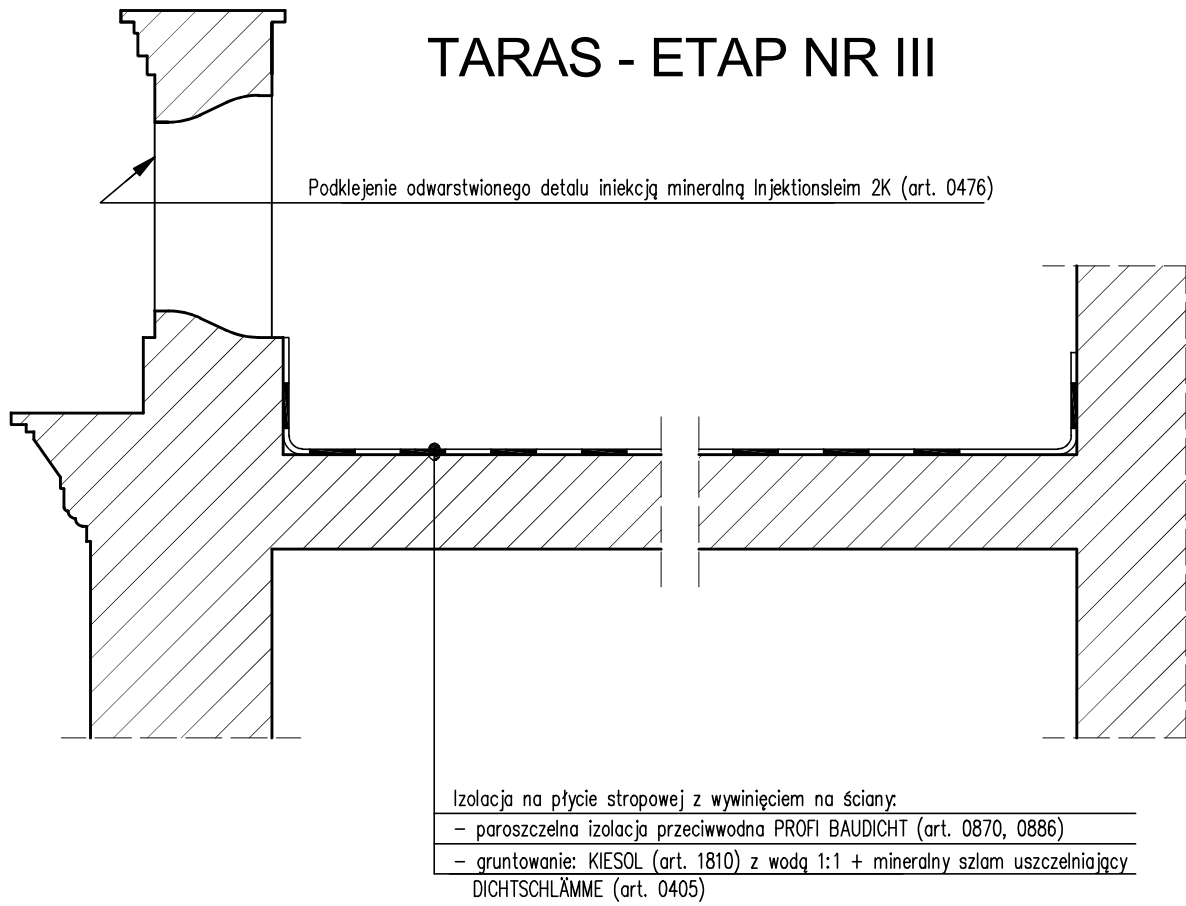 TARAS - ETAP NR III
Podklejenie odwarstwionego detalu iniekcją mineralną Injektionsleim 2K (art. 0476)
Izolacja na płycie stropowej z wywinięciem na ściany:
– paroszczelna izolacja przeciwwodna PROFI BAUDICHT (art. 0870, 0886)
– gruntowanie: KIESOL (art. 1810) z wodą 1:1 + mineralny szlam uszczelniający
DICHTSCHLÄMME (art. 0405)